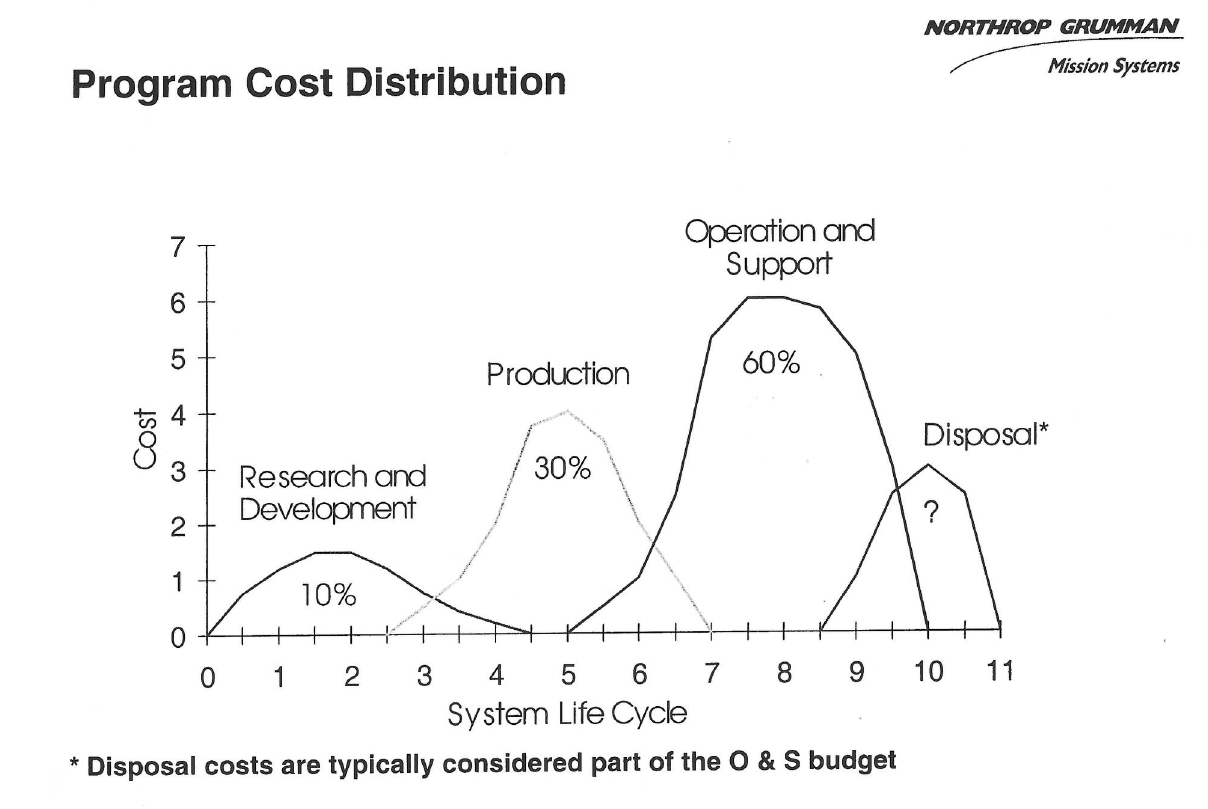 NORTHROP GRUMMAN
Mission Systems
Program Cost Distribution
Operation and
Support
7
6
5
4
3
2
1
0
Cost
60%
Production
30%
Disposal*
?
Research and
Development
10%
0 1 2 3 4 5 6 7 8 9 10 11
System Life Cycle
* Disposal costs are typically considered part of the O & S budget